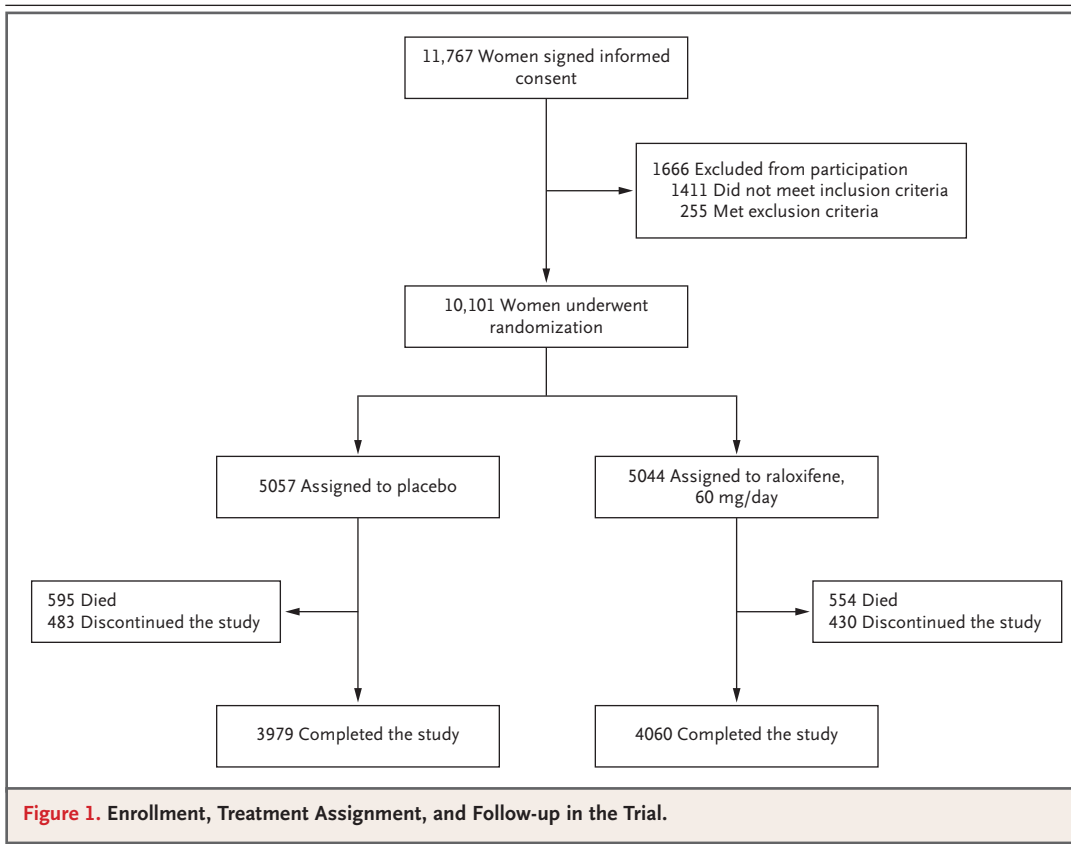 11,767 Women signed informed
consent
1666 Excluded from participation
1411 Did not meet inclusion criteria
255 Met exclusion criteria
10,101 Women underwent
randomization
5057 Assigned to placebo
5044 Assigned to raloxifene,
60 mg/day
595 Died
483 Discontinued the study
554 Died
430 Discontinued the study
3979 Completed the study
4060 Completed the study
Figure 1. Enrollment, Treatment Assignment, and Follow-up in the Trial.